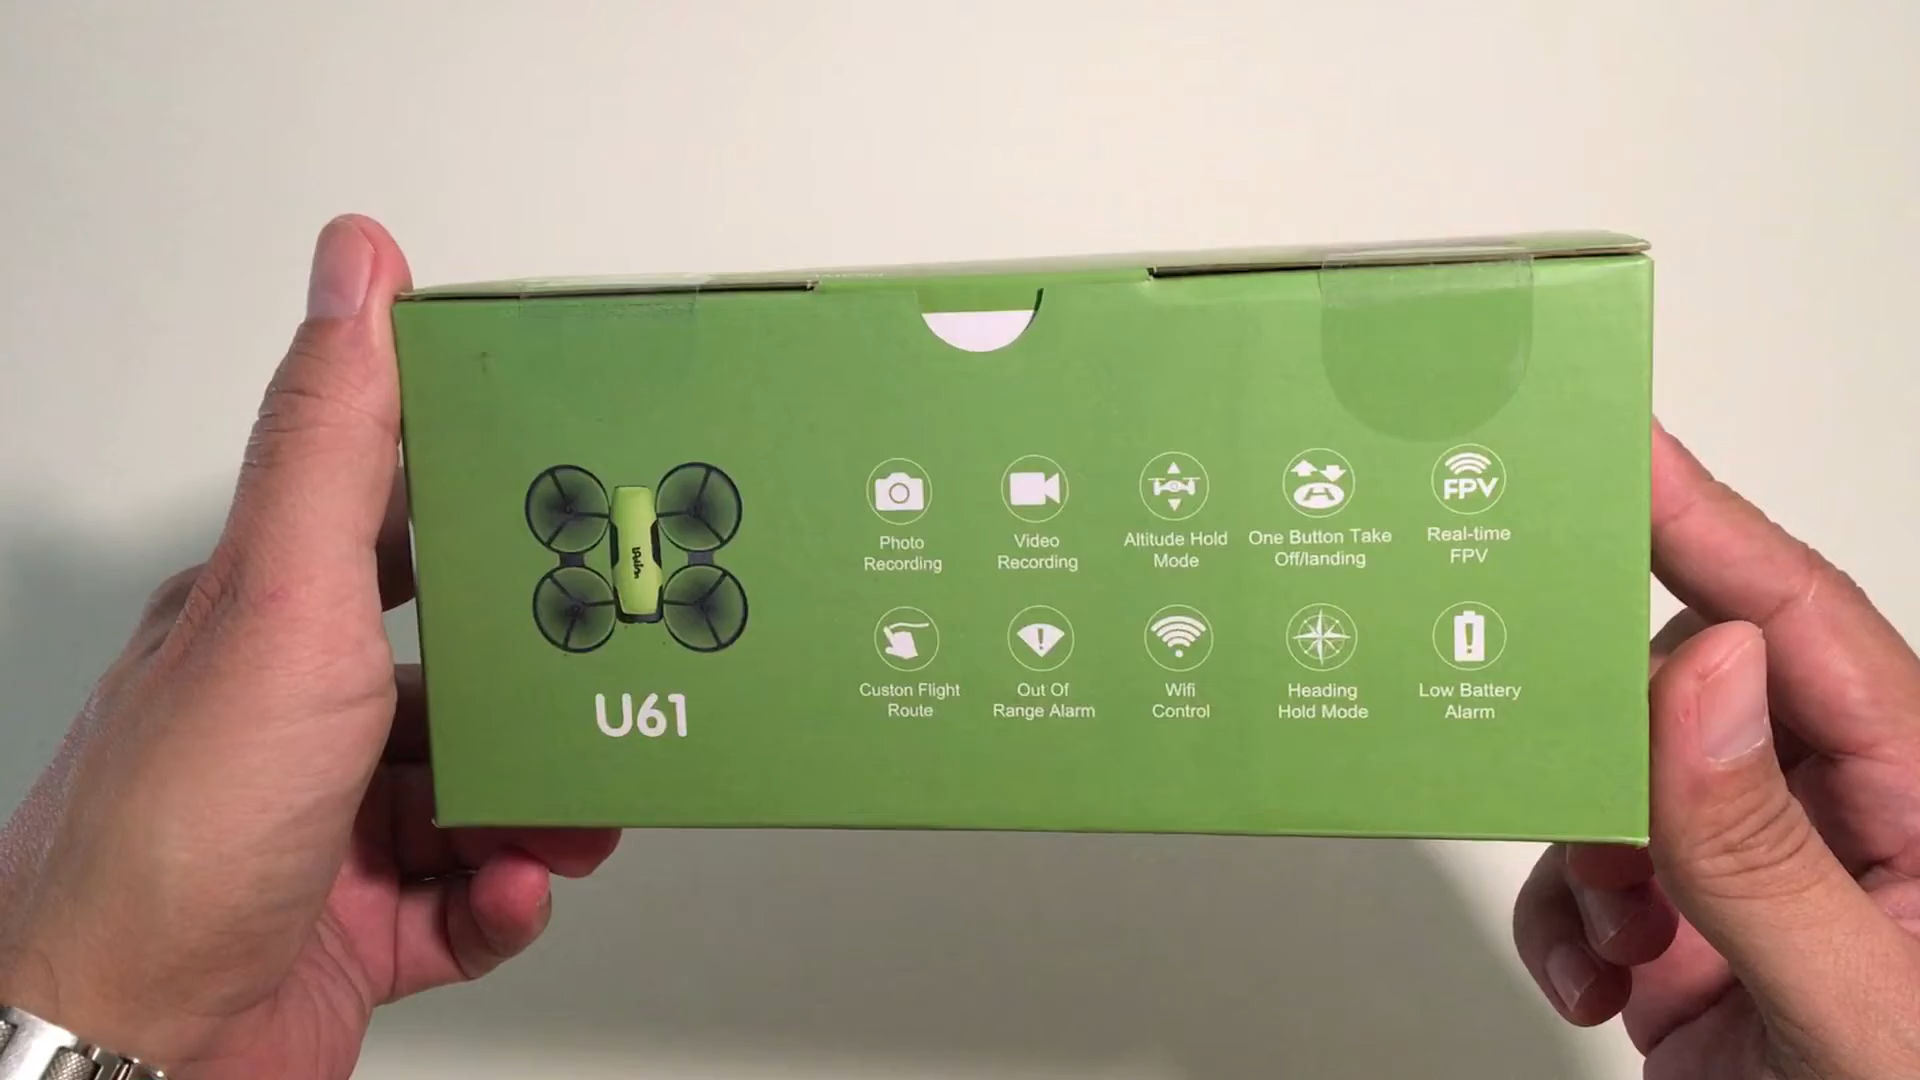 Photo
Recording
Video
Recording
Altitude Hold
Mode
One Button Take
Off/landing
FPV
Real-time
FPV
Custon Flight
Route
Out Of
Range Alarm
Wifi
Control
Heading
Hold Mode
Low Battery
Alarm
U61